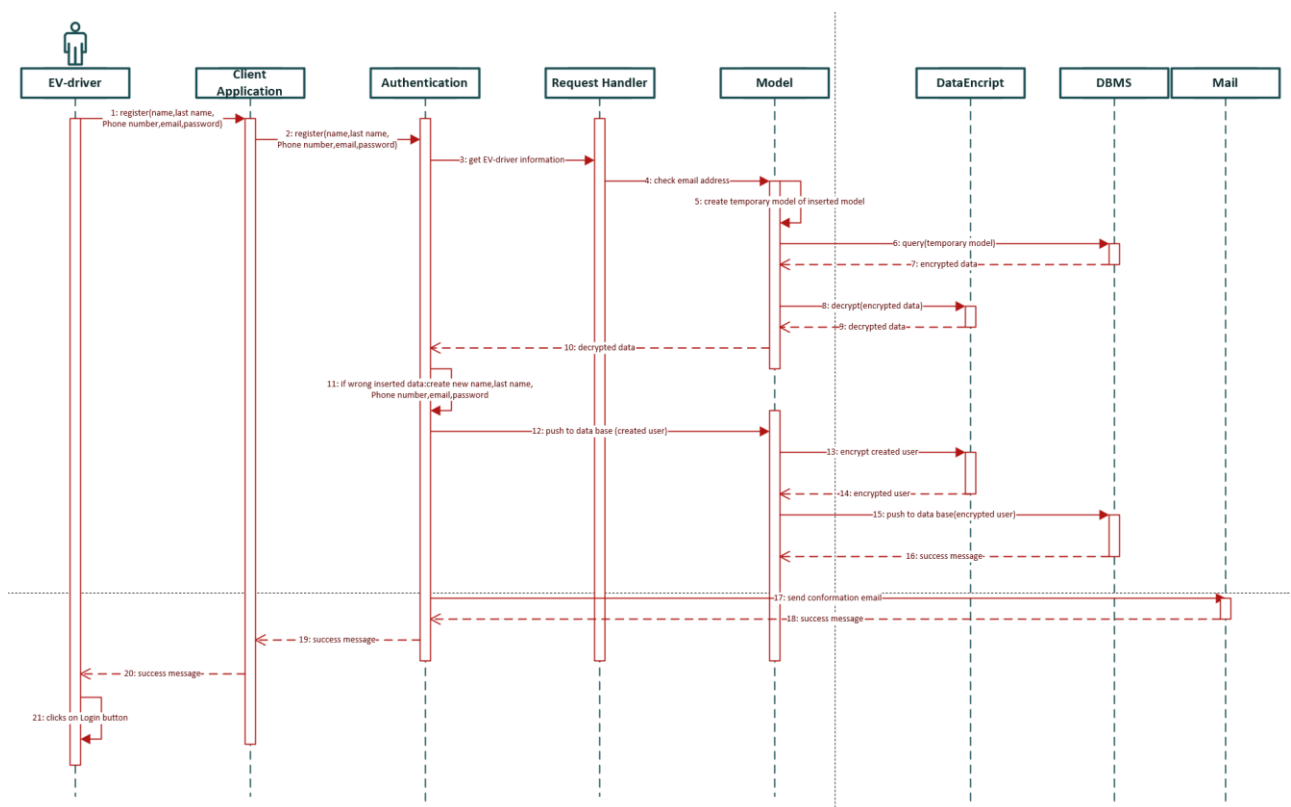 EV-driver
Client
Application
Authentication
Request Handler
Model
DataEncript
DBMS
Mail
1: register(name,last name,
Phone number,email,password)
2: register(name,last name,
Phone number,email,password)
3: get EV-driver information
4: check email address
5: create temporary model of inserted model
6: query(temporary model)
7: encrypted data
8: decrypt(encrypted data)
9: decrypted data
10: decrypted data
11: if wrong inserted data:create new name,last name,
Phone number,email,password
12: push to data base (created user)
13: encrypt created user
14: encrypted user
15: push to data base(encrypted user)
16: success message
17: send conformation email
18: success message
19: success message
20: success message
21: clicks on Login button